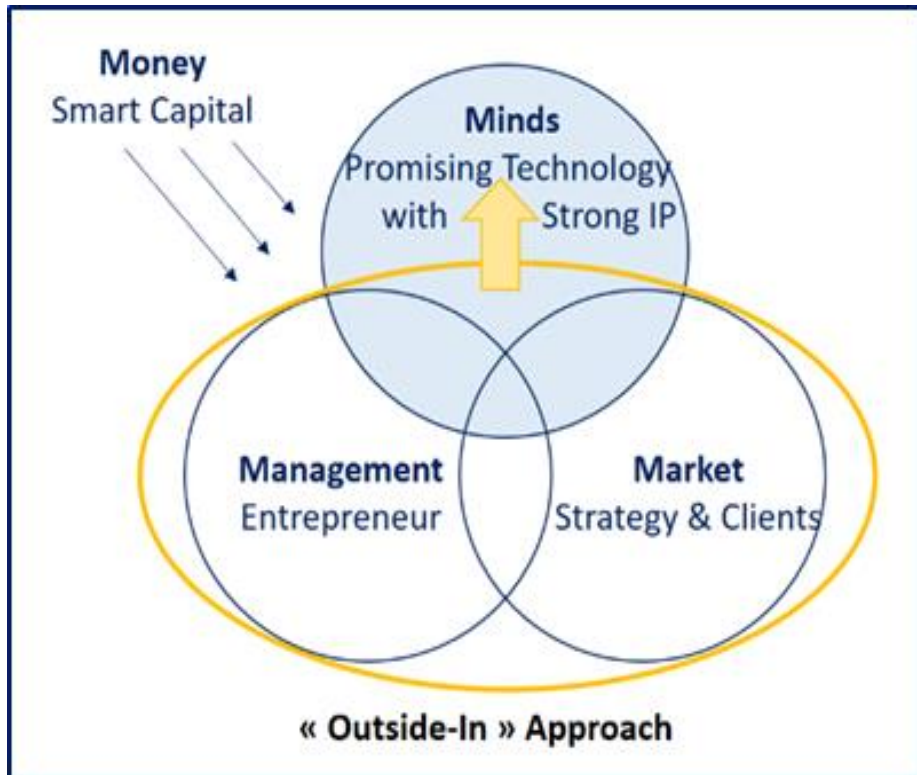 Money
Smart Capital
Minds
Promising Technology
with Strong IP
Management
Entrepreneur
Market
Strategy & Clients
« Outside-In » Approach